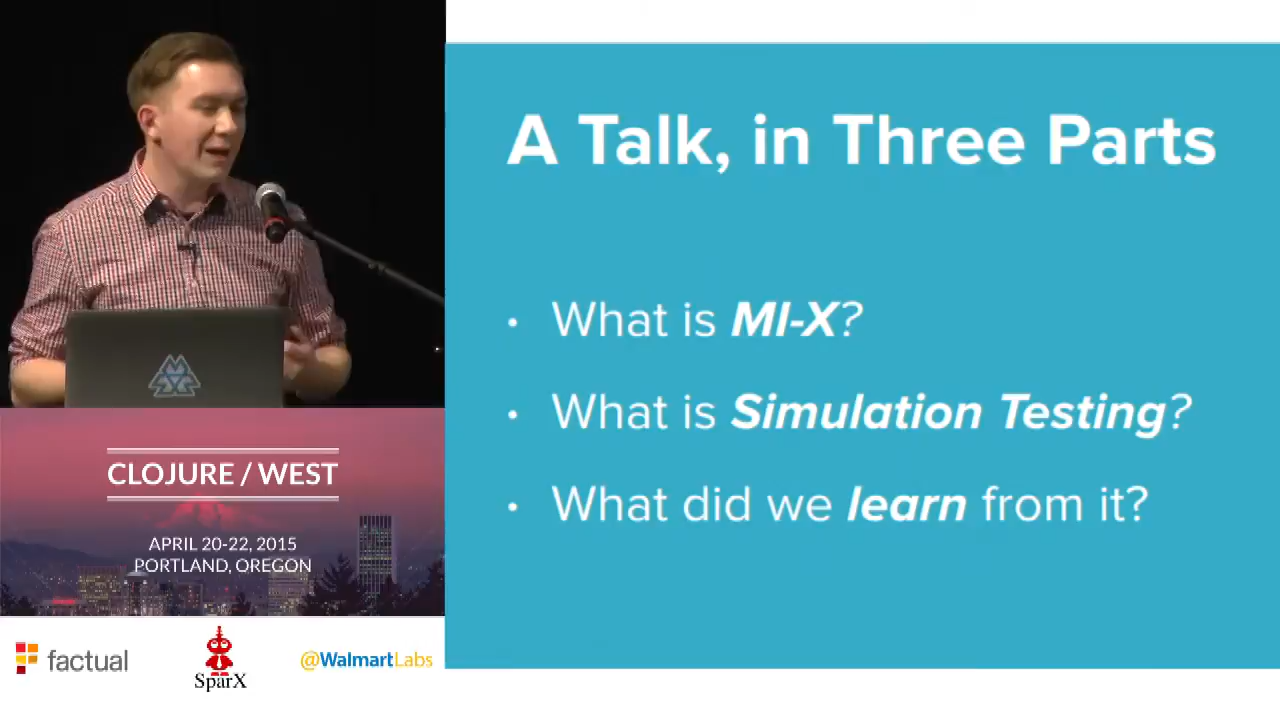 A Talk, in Three Parts
• What is MI-X?
• What is Simulation Testing?
• What did we learn from it?
CLOJURE / WEST
APRIL 20-22, 2015
PORTLAND, OREGON
factual
SparX
@WalmartLabs